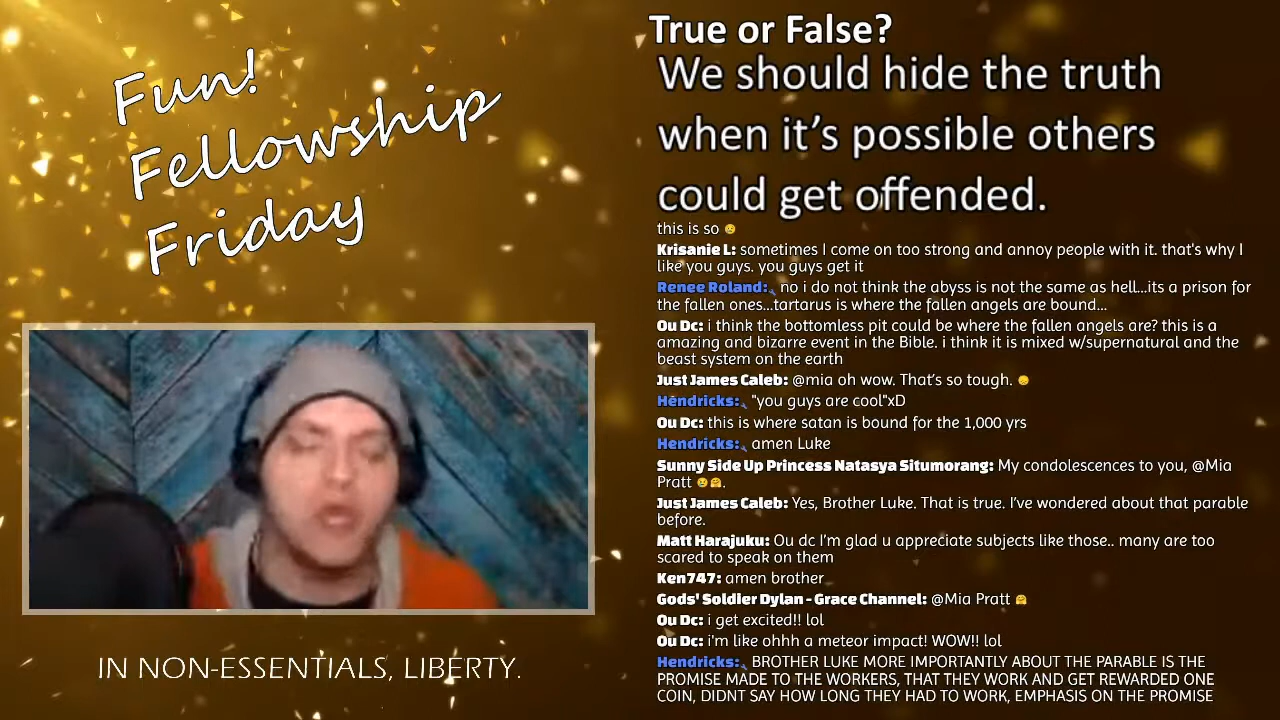 Fun!
Fellowship
Friday
IN NON-ESSENTIALS, LIBERTY.
True or False?
We should hide the truth
when it’s possible others
could get offended.
this is so 😢
Krisanie L: sometimes I come on too strong and annoy people with it. that's why I
like you guys. you guys get it
Renee Roland: no i do not think the abyss is not the same as hell...its a prison for
the fallen ones...tartarus is where the fallen angels are bound...
Ou Dc: i think the bottomless pit could be where the fallen angels are? this is a
amazing and bizarre event in the Bible. i think it is mixed w/supernatural and the
beast system on the earth
Just James Caleb: @mia oh wow. That’s so tough. 😞
Hendricks: "you guys are cool"xD
Ou Dc: this is where satan is bound for the 1,000 yrs
Hendricks: amen Luke
Sunny Side Up Princess Natasya Situmorang: My condolescences to you, @Mia
Pratt 😢🤗.
Just James Caleb: Yes, Brother Luke. That is true. I’ve wondered about that parable
before.
Matt Harajuku: Ou dc I’m glad u appreciate subjects like those.. many are too
scared to speak on them
Ken747: amen brother
Gods' Soldier Dylan - Grace Channel: @Mia Pratt 🤗
Ou Dc: i get excited!! lol
Ou Dc: i'm like ohhh a meteor impact! WOW!! lol
Hendricks: BROTHER LUKE MORE IMPORTANTLY ABOUT THE PARABLE IS THE
PROMISE MADE TO THE WORKERS, THAT THEY WORK AND GET REWARDED ONE
COIN, DIDNT SAY HOW LONG THEY HAD TO WORK, EMPHASIS ON THE PROMISE